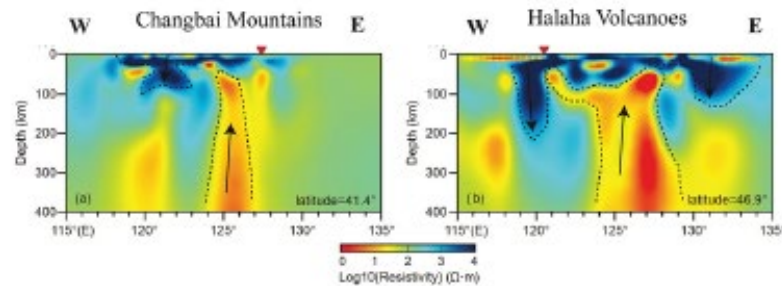 W Changbai Mountains E
W Halaha Volcanoes E
0
100
200
300
400
Depth (km)
(a)
latitude=41.4°
115°(E) 120° 125° 130° 135°
0
100
200
300
400
Depth (km)
(b)
latitude=46.9°
115°(E) 120° 125° 130° 135
0 1 2 3 4
Log10(Resistivity) (Ω·m)